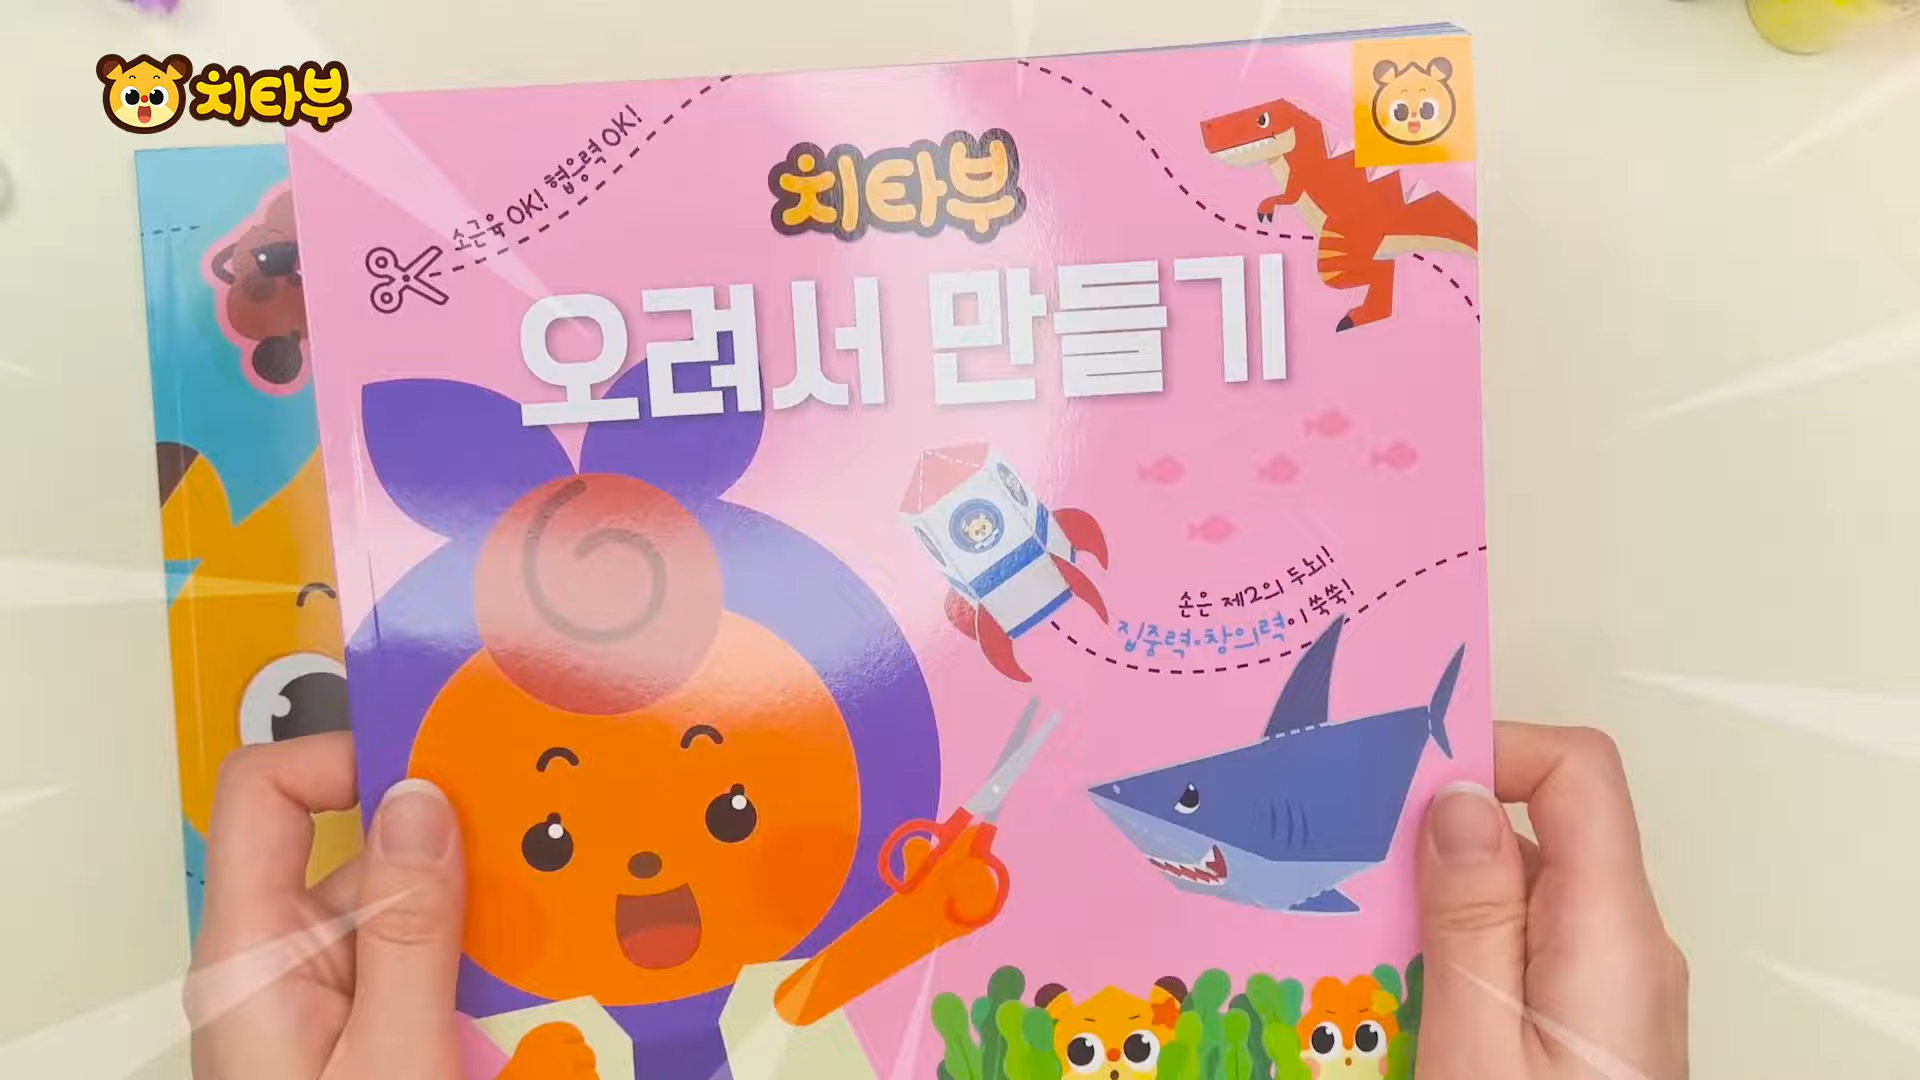 치타부
소근육 OK! 협응력 OK!
치타부
오려서 만들기
손은 제2의 두뇌!
집중력·창의력이 쑥쑥!